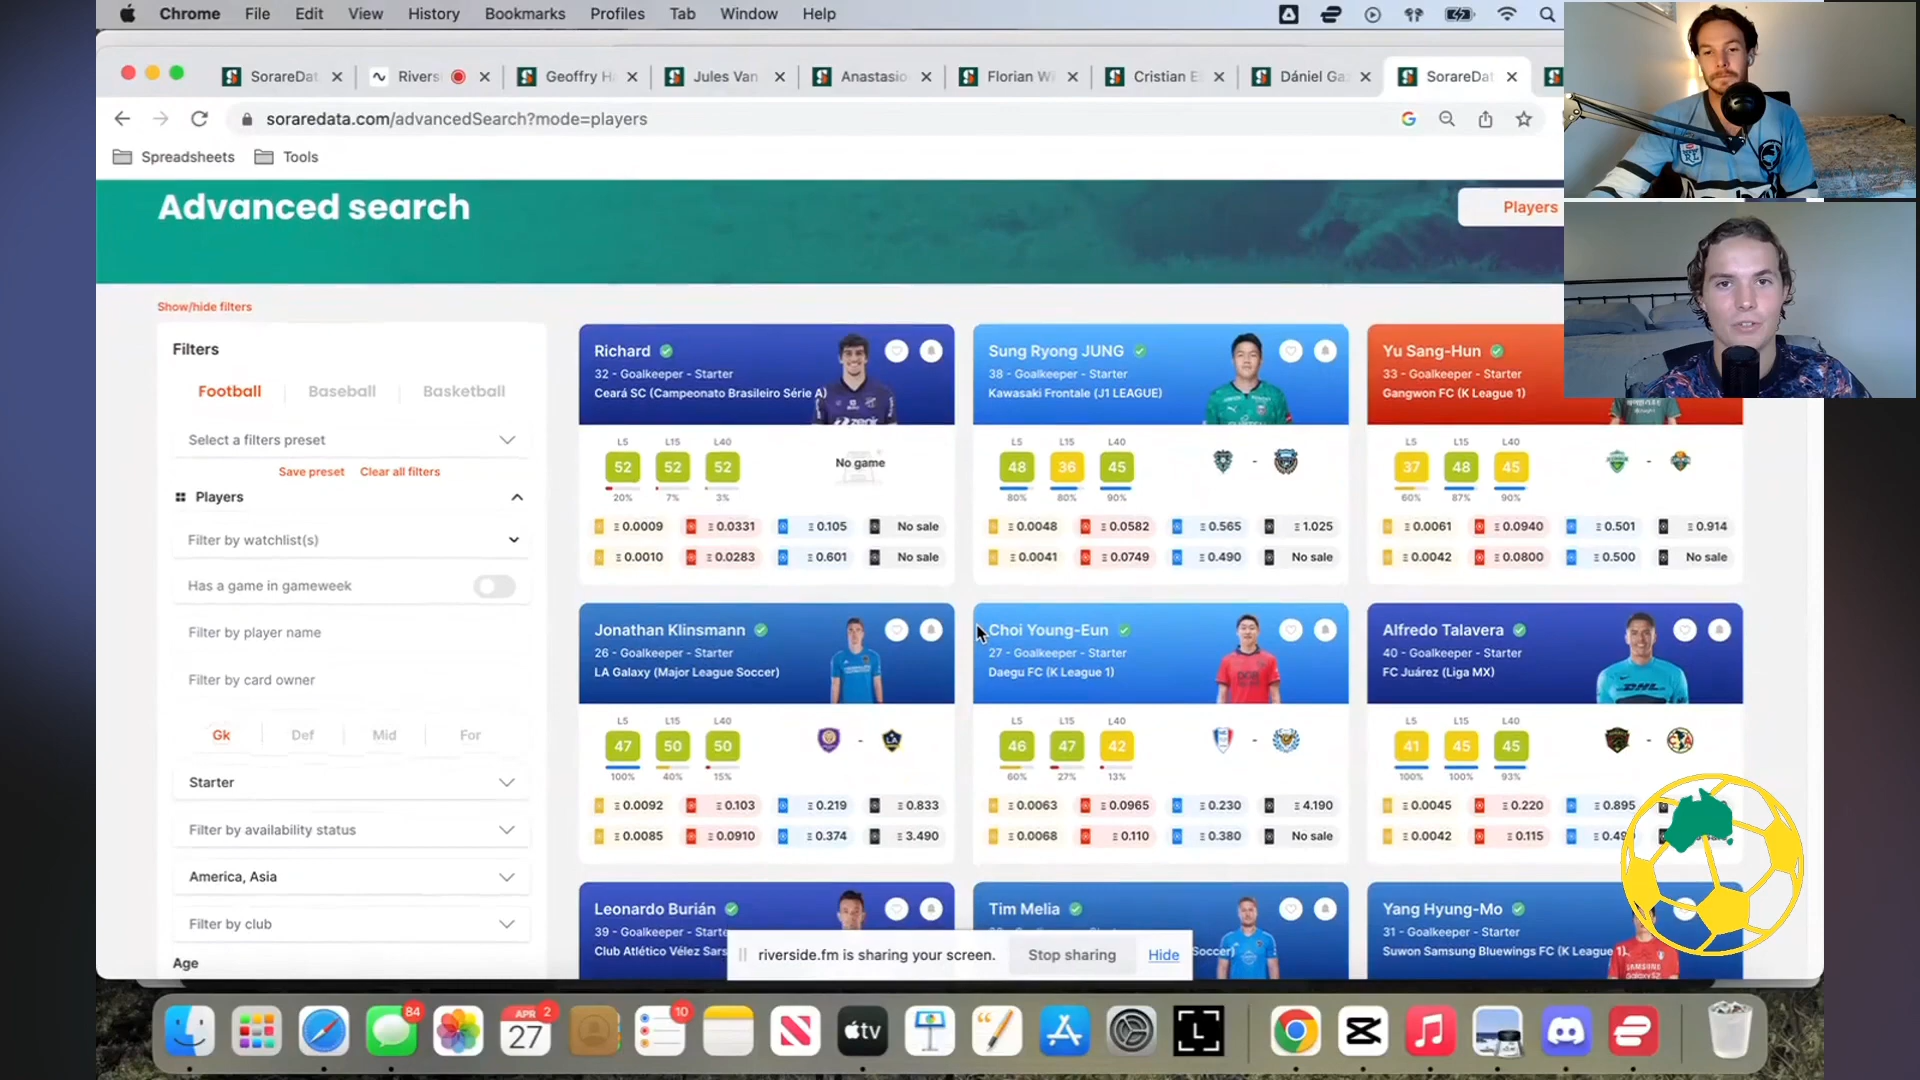 Chrome File Edit View History Bookmarks Profiles Tab Window Help
SorareDat Rivers Geoffry H Jules Van Anastasio Florian Wi Cristian E Dániel Ga SorareDat
soraredata.com/advancedSearch?mode=players
Spreadsheets Tools
Advanced search
Players
Show/hide filters
Filters
Football Baseball Basketball
Select a filters preset
Save preset Clear all filters
Players
Filter by watchlist(s)
Has a game in gameweek
Filter by player name
Filter by card owner
Gk Def Mid For
Starter
Filter by availability status
America, Asia
Filter by club
Age
Richard
32 - Goalkeeper - Starter
Ceará SC (Campeonato Brasileiro Série A)
L5 L15 L40
52 52 52
No game
20% 7% 3%
Ξ 0.0009 Ξ 0.0331 Ξ 0.105 No sale
Ξ 0.0010 Ξ 0.0283 Ξ 0.601 No sale
Sung Ryong JUNG
38 - Goalkeeper - Starter
Kawasaki Frontale (J1 LEAGUE)
L5 L15 L40
48 36 45
80% 80% 90%
Ξ 0.0048 Ξ 0.0582 Ξ 0.565 Ξ 1.025
Ξ 0.0041 Ξ 0.0749 Ξ 0.490 No sale
Yu Sang-Hun
33 - Goalkeeper - Starter
Gangwon FC (K League 1)
L5 L15 L40
37 48 45
60% 87% 90%
Ξ 0.0061 Ξ 0.0940 Ξ 0.501 Ξ 0.914
Ξ 0.0042 Ξ 0.0800 Ξ 0.500 No sale
Jonathan Klinsmann
26 - Goalkeeper - Starter
LA Galaxy (Major League Soccer)
L5 L15 L40
47 50 50
100% 40% 15%
Ξ 0.0092 Ξ 0.103 Ξ 0.219 Ξ 0.833
Ξ 0.0085 Ξ 0.0910 Ξ 0.374 Ξ 3.490
Choi Young-Eun
27 - Goalkeeper - Starter
Daegu FC (K League 1)
L5 L15 L40
46 47 42
60% 27% 13%
Ξ 0.0063 Ξ 0.0965 Ξ 0.230 Ξ 4.190
Ξ 0.0068 Ξ 0.110 Ξ 0.380 No sale
Alfredo Talavera
40 - Goalkeeper - Starter
FC Juárez (Liga MX)
DHL
L5 L15 L40
41 45 45
100% 100% 93%
Ξ 0.0045 Ξ 0.220 Ξ 0.895
Ξ 0.0042 Ξ 0.115
Leonardo Burián
39 - Goalkeeper - Starte
Club Atlético Vélez Sars
Tim Melia
Goalkeeper - Starter
Soccer)
Yang Hyung-Mo
31 - Goalkeeper - Starter
Suwon Samsung Bluewings FC (K League 1)
SAMSUNG
riverside.fm is sharing your screen. Stop sharing Hide
84 APR 2 27 10 tv L